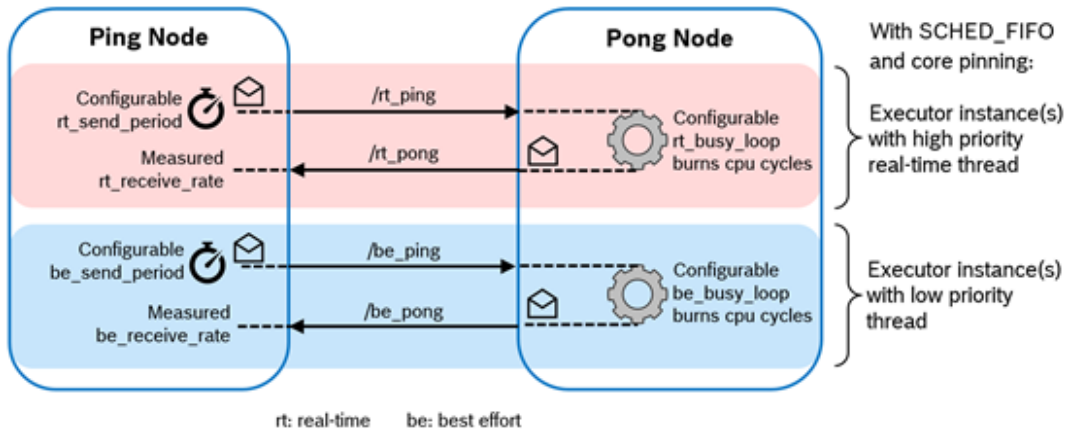 Ping Node
Pong Node
With SCHED_FIFO
and core pinning:
Configurable
rt_send_period
/rt_ping
Configurable
rt_busy_loop
burns cpu cycles
Measured
rt_receive_rate
/rt_pong
Executor instance(s)
with high priority
real-time thread
Configurable
be_send_period
/be_ping
Configurable
be_busy_loop
burns cpu cycles
Measured
be_receive_rate
/be_pong
Executor instance(s)
with low priority
thread
rt: real-time be: best effort